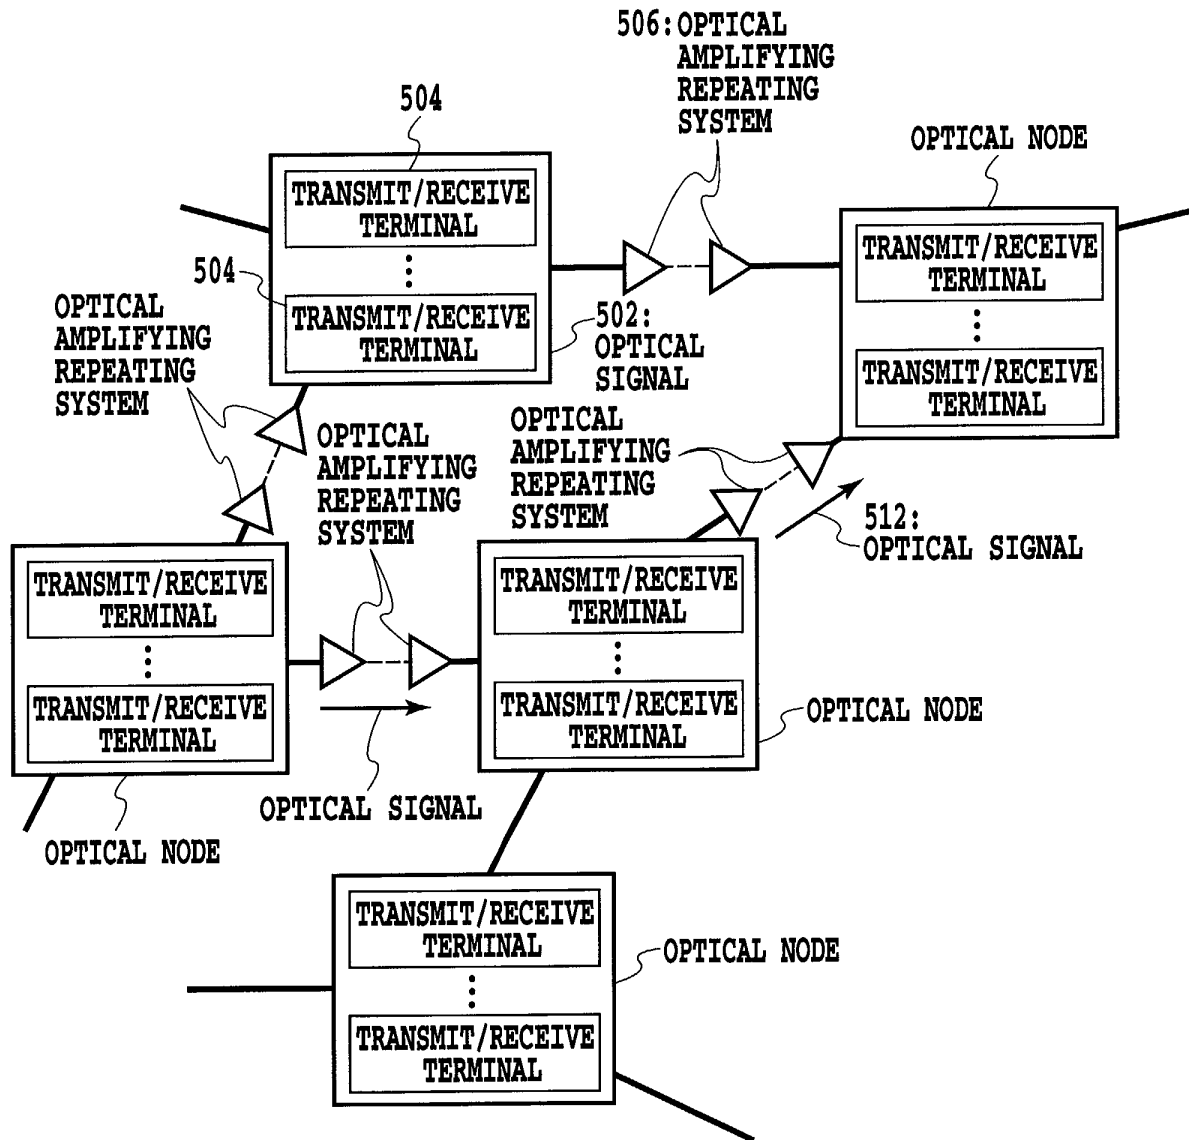 506:OPTICAL
AMPLIFYING
REPEATING
SYSTEM
504
OPTICAL NODE
TRANSMIT/RECEIVE
TERMINAL
504
TRANSMIT/RECEIVE
TERMINAL
TRANSMIT/RECEIVE
TERMINAL
TRANSMIT/RECEIVE
TERMINAL
OPTICAL
AMPLIFYING
REPEATING
SYSTEM
502:
OPTICAL
SIGNAL
OPTICAL
AMPLIFYING
REPEATING
SYSTEM
OPTICAL
AMPLIFYING
REPEATING
SYSTEM
512:
OPTICAL SIGNAL
TRANSMIT/RECEIVE
TERMINAL
TRANSMIT/RECEIVE
TERMINAL
TRANSMIT/RECEIVE
TERMINAL
TRANSMIT/RECEIVE
TERMINAL
OPTICAL NODE
OPTICAL SIGNAL
OPTICAL NODE
TRANSMIT/RECEIVE
TERMINAL
OPTICAL NODE
TRANSMIT/RECEIVE
TERMINAL